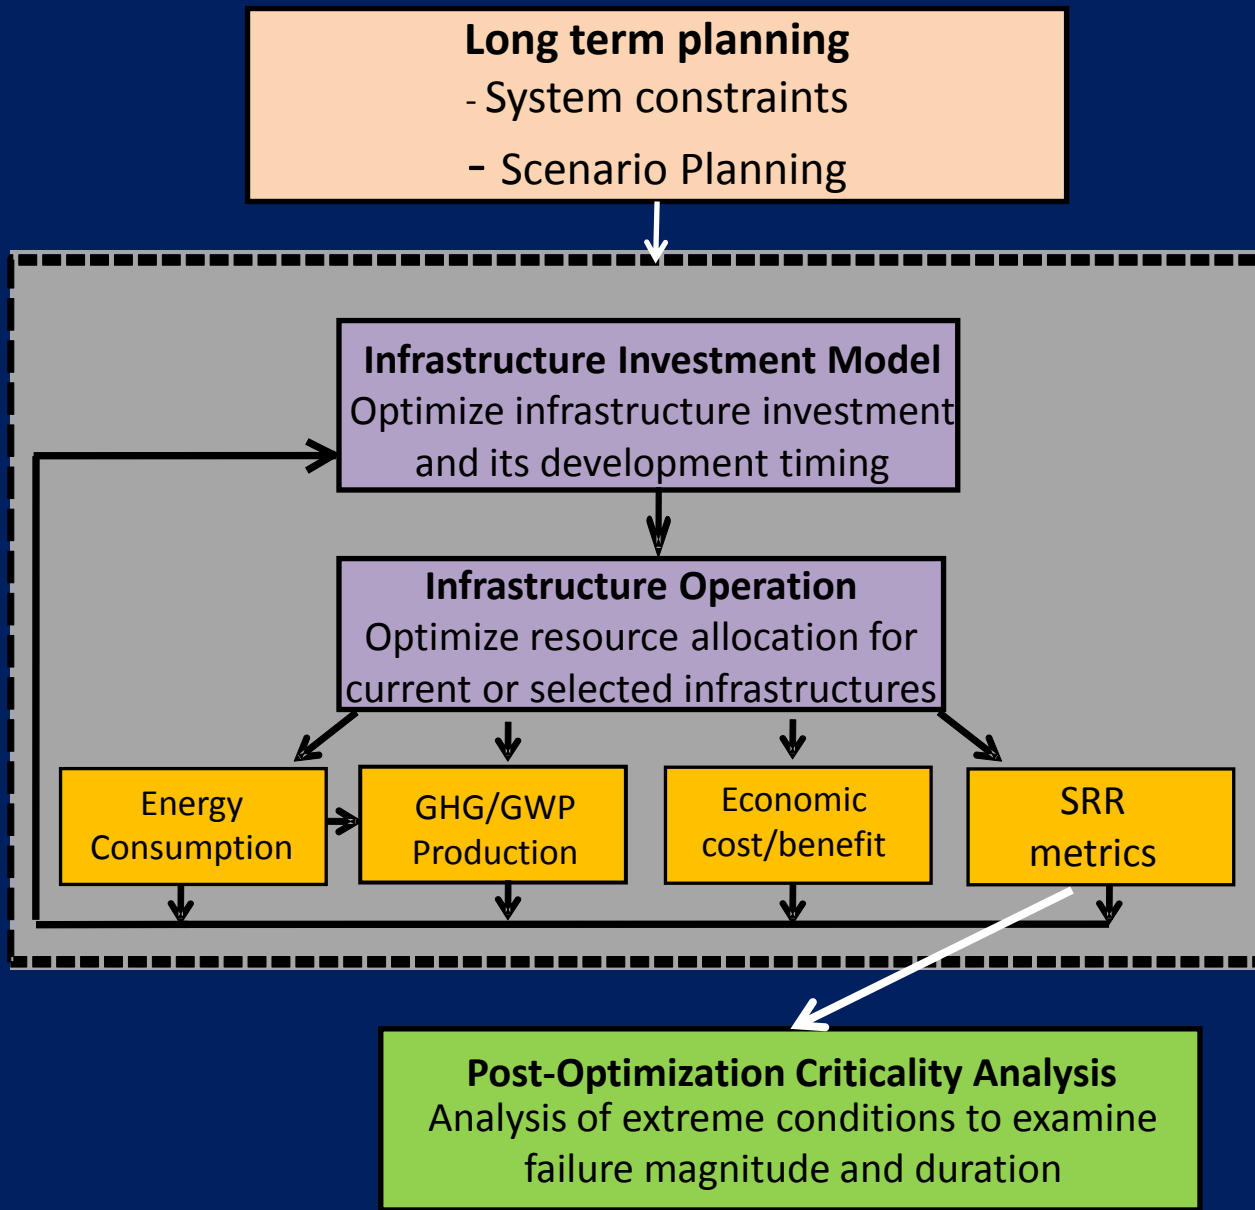 Long term planning
- System constraints
- Scenario Planning
Infrastructure Investment Model
Optimize infrastructure investment
and its development timing
Infrastructure Operation
Optimize resource allocation for
current or selected infrastructures
Energy
Consumption
GHG/GWP
Production
Economic
cost/benefit
SRR
metrics
Post-Optimization Criticality Analysis
Analysis of extreme conditions to examine
failure magnitude and duration